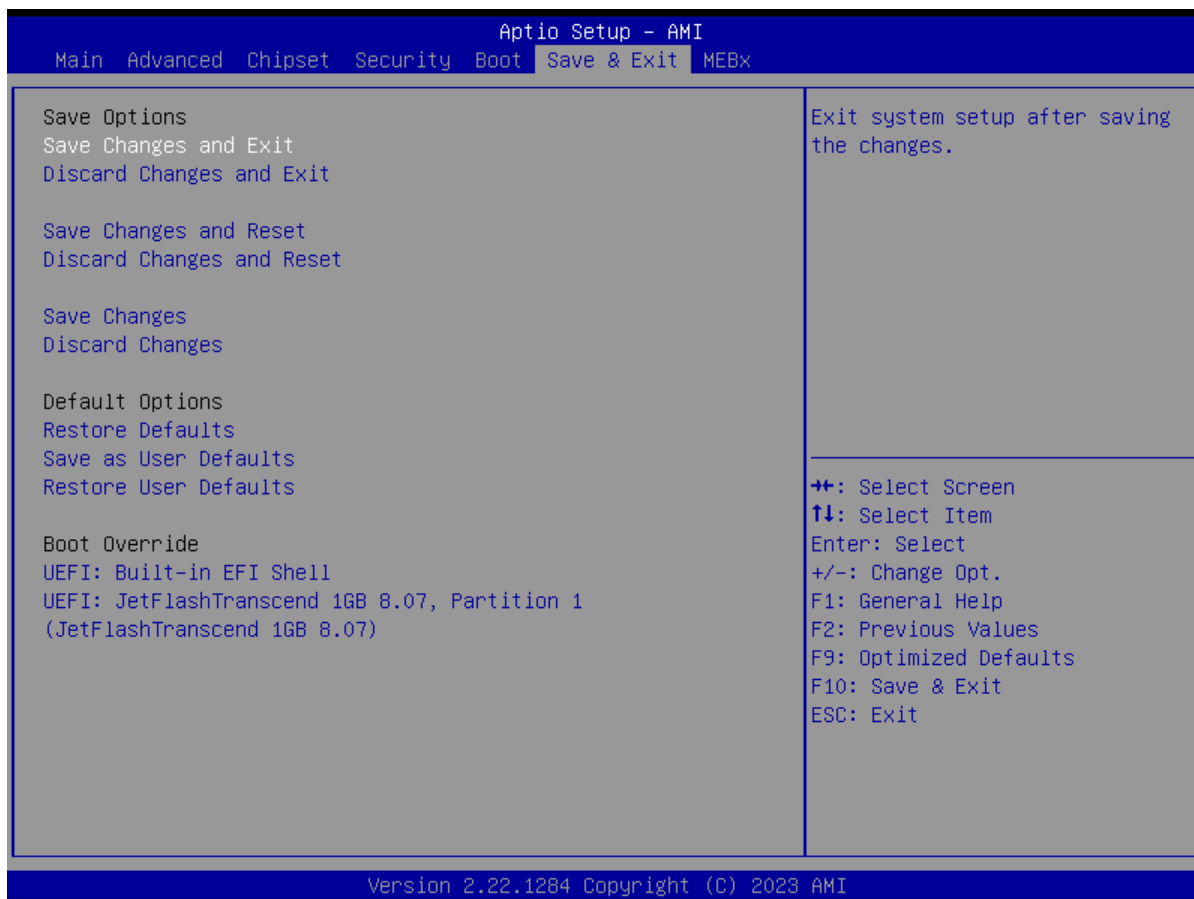 Aptio Setup – AMI
Main Advanced Chipset Security Boot Save & Exit MEBx
Save Options
Save Changes and Exit
Discard Changes and Exit
Save Changes and Reset
Discard Changes and Reset
Save Changes
Discard Changes
Default Options
Restore Defaults
Save as User Defaults
Restore User Defaults
Boot Override
UEFI: Built-in EFI Shell
UEFI: JetFlashTranscend 1GB 8.07, Partition 1
(JetFlashTranscend 1GB 8.07)
Exit system setup after saving
the changes.
→←: Select Screen
↑↓: Select Item
Enter: Select
+/-: Change Opt.
F1: General Help
F2: Previous Values
F9: Optimized Defaults
F10: Save & Exit
ESC: Exit
Version 2.22.1284 Copyright (C) 2023 AMI